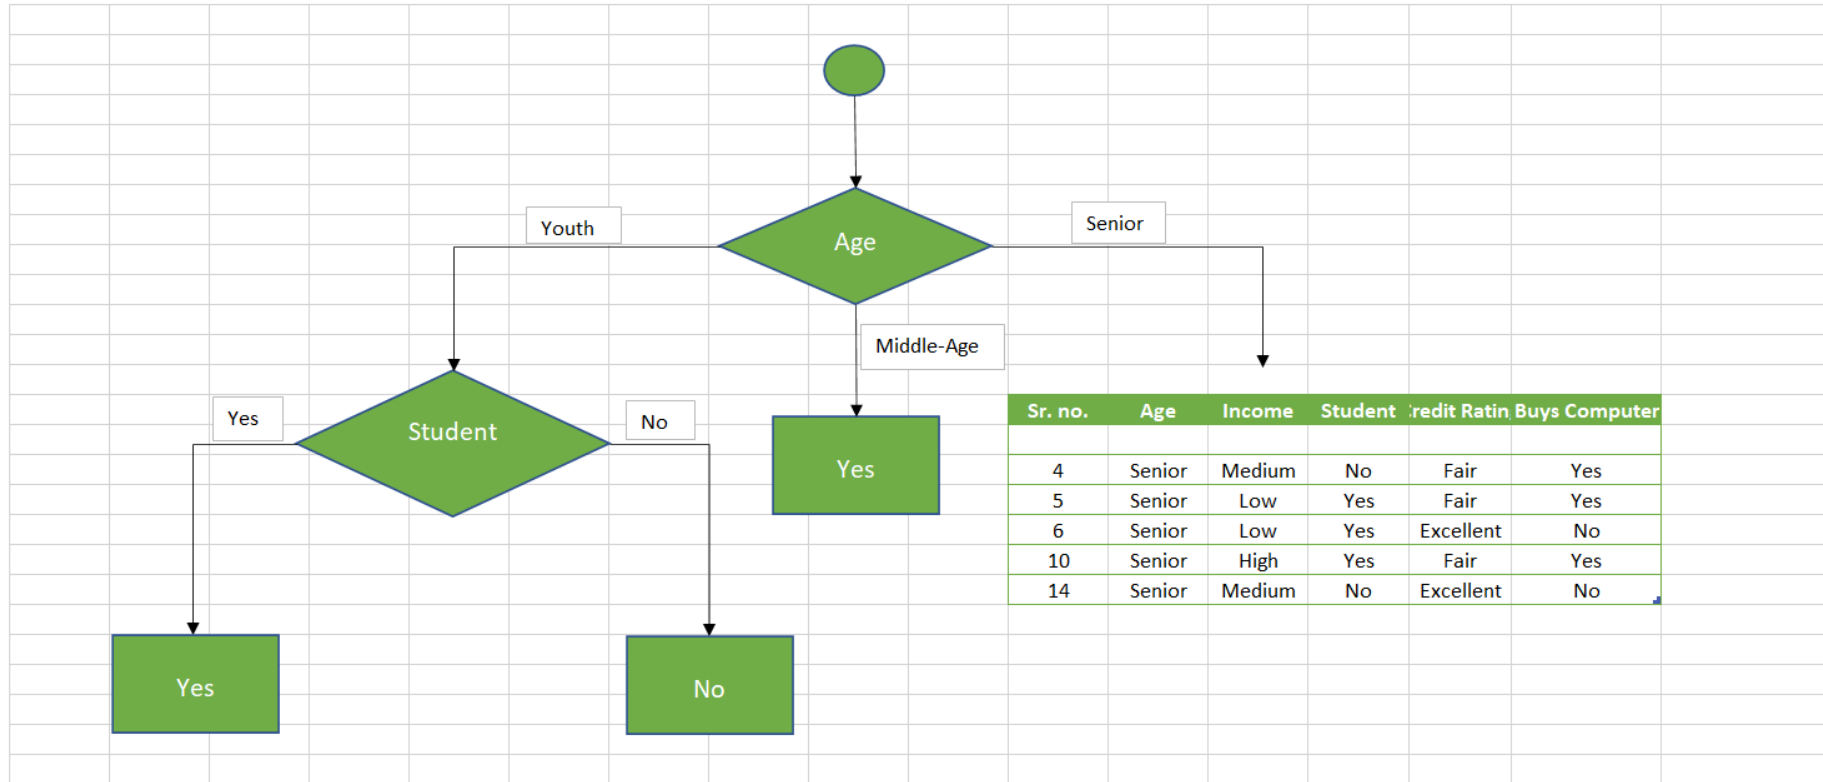 Youth
Senior
Age
Middle-Age
Yes
Student
No
Yes
Yes
No
Sr. no. Age Income Student redit Ratin Buys Computer
4 Senior Medium No Fair Yes
5 Senior Low Yes Fair Yes
6 Senior Low Yes Excellent No
10 Senior High Yes Fair Yes
14 Senior Medium No Excellent No